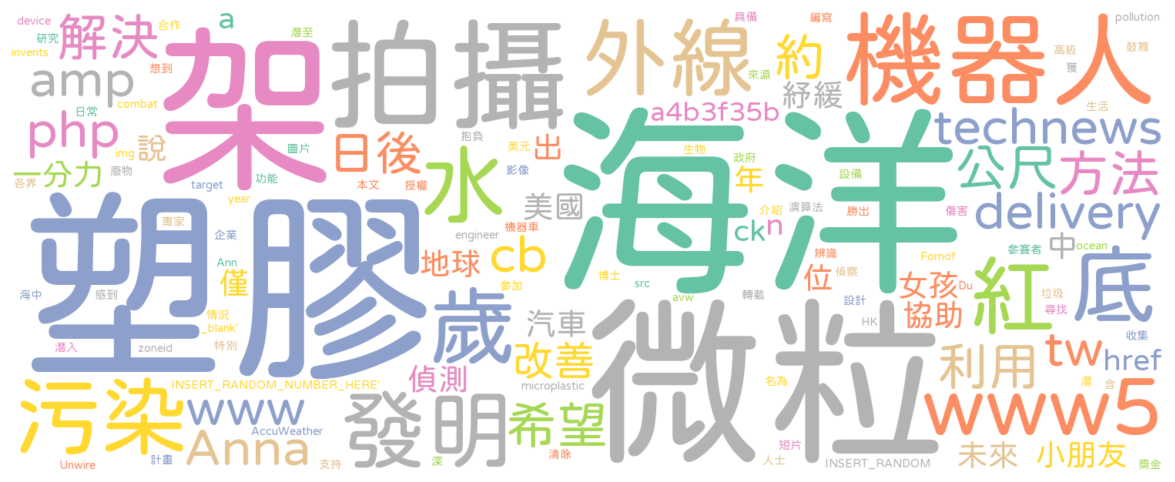 device
a
潛至
具備
編寫
pollution
研究
解決
合作
架
拍攝
外線
約
機器人
高級
鼓舞
invents
想到
來源
獲
amp
combat
紓緩
生活
日常
a4b3f35b
php
img
說
圖片
日後
抱負
美元
出
海洋
technews
廢物
水
影像
生物
政府
設備
公尺
方法
一分力
各界
target
功能
本文
授權
年
year
美國
介紹
演算法
勝出
傷害
delivery
塑膠
專家
企業
機器車
ck
n
engineer
中
參賽者
ocean
Ann
地球
cb
辨識
Fornof
僅
位
偵察
女孩
Du
紅
底
海中
感到
參加
博士
src
avw
轉載
設計
垃圾
情況
_blank'
歲
微粒
HK
協助
尋找
潛入
zoneid
特別
汽車
改善
利用
tw
收集
href
污染
INSERT_RANDOM_NUMBER_HERE'
偵測
microplastic
名為
潛
含
www
發明
希望
www5
AccuWeather
Anna
短片
Unwire
計畫
支持
溪
清除
人士
INSERT_RANDOM
未來
小朋友
獎金